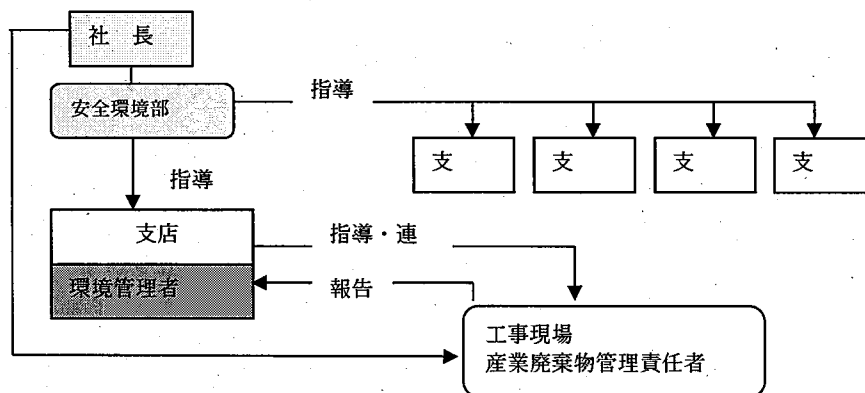 社　長
安全環境部
指導
支
支
支
支
指導
支店
指導・連
環境管理者
報告
工事現場
産業廃棄物管理責任者